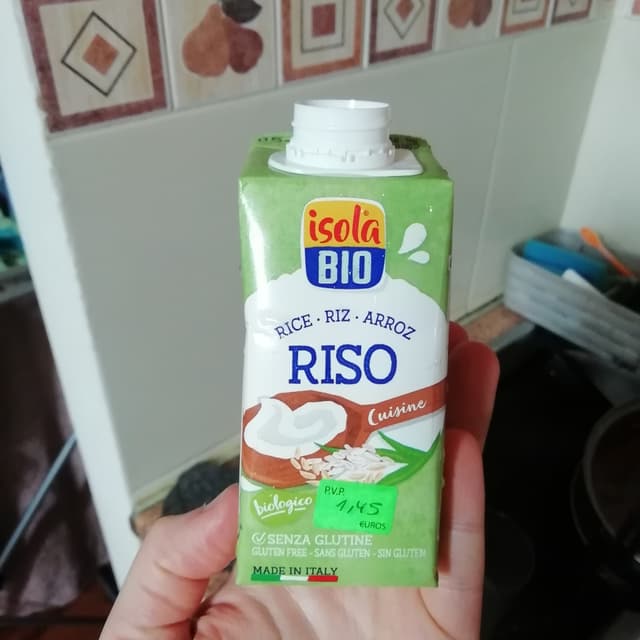 isola
BIO
RICE · RIZ · ARROZ
RISO
Cuisine
biologico
P.V.P.
1,45
EUROS
SENZA GLUTINE
GLUTEN FREE - SANS GLUTEN - SIN GLUTEN
MADE IN ITALY